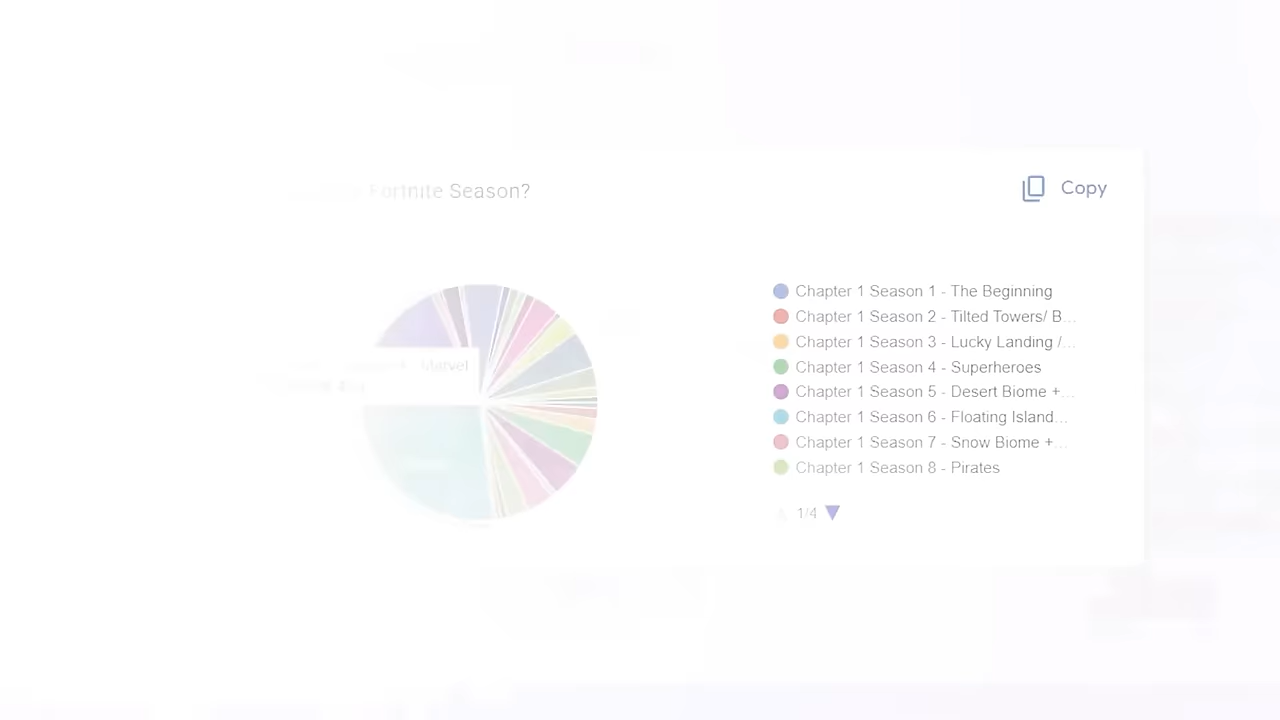 Fortnite Season?
Copy
Marvel
Chapter 1 Season 1 - The Beginning
Chapter 1 Season 2 - Tilted Towers/ B...
Chapter 1 Season 3 - Lucky Landing /...
Chapter 1 Season 4 - Superheroes
Chapter 1 Season 5 - Desert Biome +...
Chapter 1 Season 6 - Floating Island...
Chapter 1 Season 7 - Snow Biome +...
Chapter 1 Season 8 - Pirates
1/4